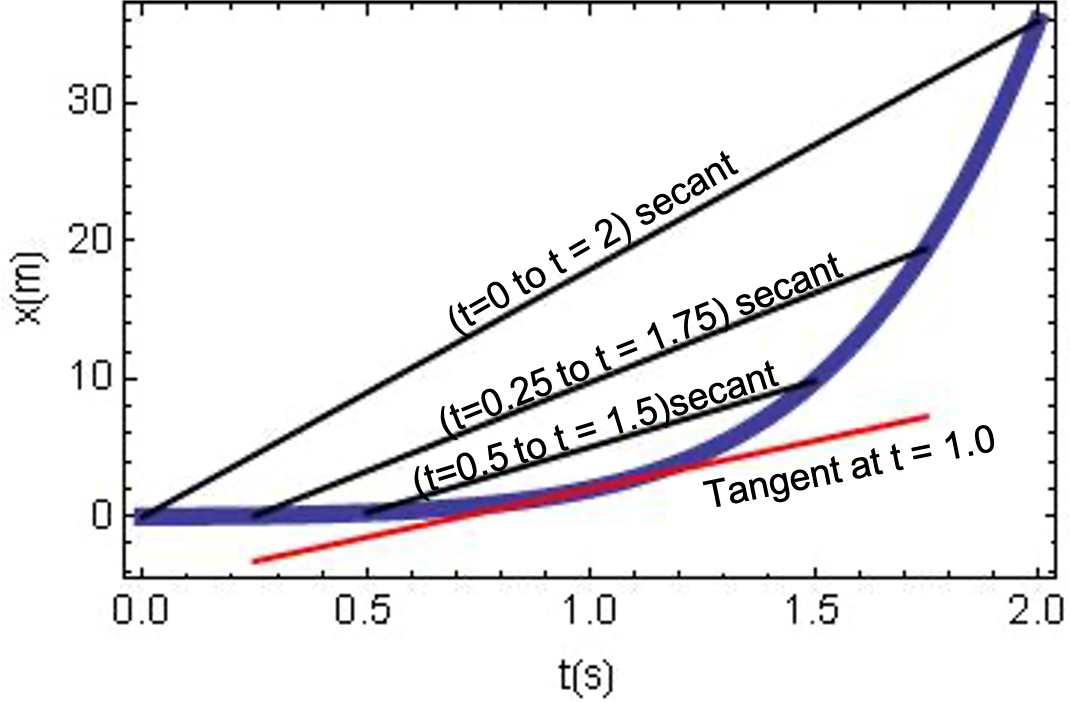 30
20
10
0
x(m)
(t=0 to t = 2) secant
(t=0.25 to t = 1.75) secant
(t=0.5 to t = 1.5)secant
Tangent at t = 1.0
0.0 0.5 1.0 1.5 2.0
t(s)